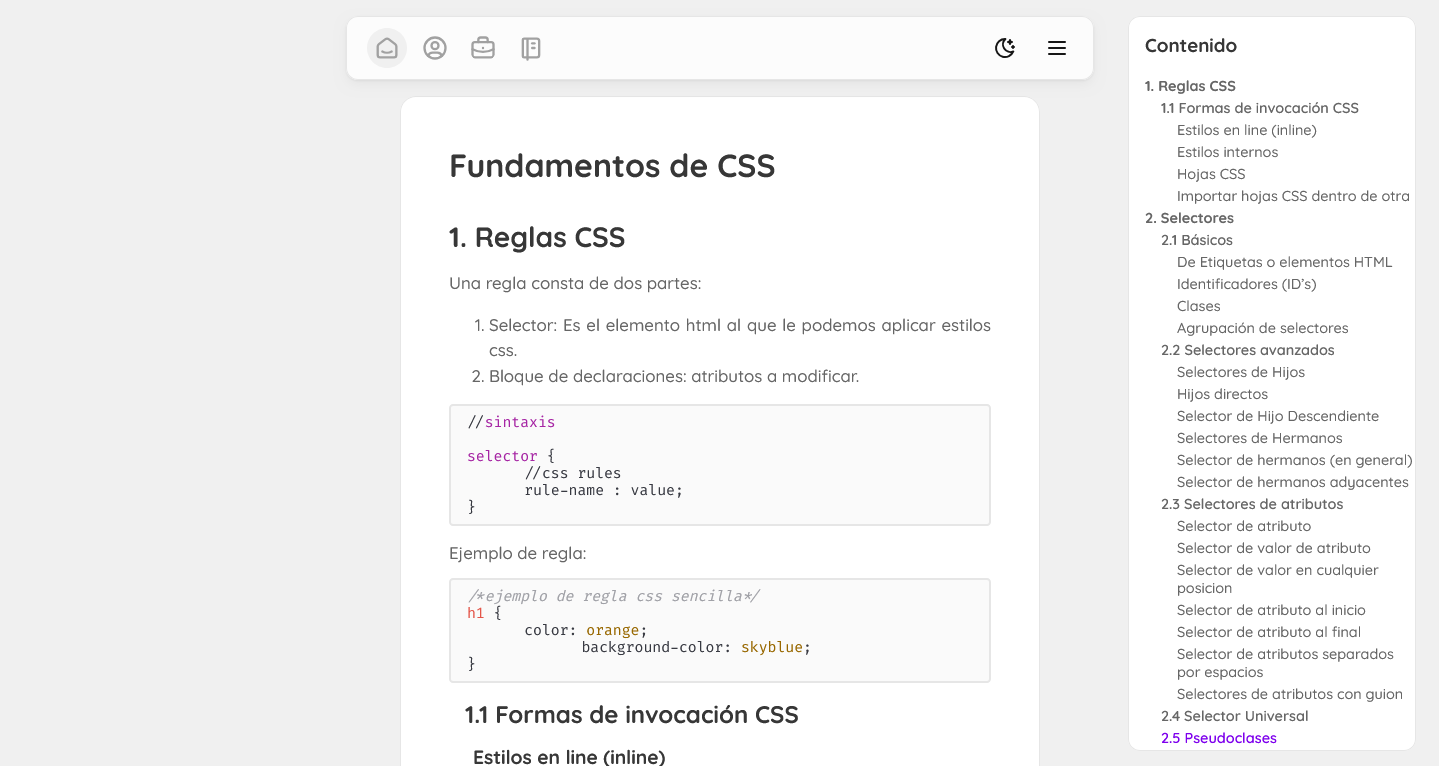 Fundamentos de CSS
1. Reglas CSS
Una regla consta de dos partes:
1. Selector: Es el elemento html al que le podemos aplicar estilos
css.
2. Bloque de declaraciones: atributos a modificar.
//sintaxis
selector {
//css rules
rule-name : value;
}
Ejemplo de regla:
/*ejemplo de regla css sencilla*/
h1 {
color: orange;
background-color: skyblue;
}
1.1 Formas de invocación CSS
Estilos en line (inline)
Contenido
1. Reglas CSS
1.1 Formas de invocación CSS
Estilos en line (inline)
Estilos internos
Hojas CSS
Importar hojas CSS dentro de otra
2. Selectores
2.1 Básicos
De Etiquetas o elementos HTML
Identificadores (ID's)
Clases
Agrupación de selectores
2.2 Selectores avanzados
Selectores de Hijos
Hijos directos
Selector de Hijo Descendiente
Selectores de Hermanos
Selector de hermanos (en general)
Selector de hermanos adyacentes
2.3 Selectores de atributos
Selector de atributo
Selector de valor de atributo
Selector de valor en cualquier
posicion
Selector de atributo al inicio
Selector de atributo al final
Selector de atributos separados
por espacios
Selectores de atributos con guion
2.4 Selector Universal
2.5 Pseudoclases